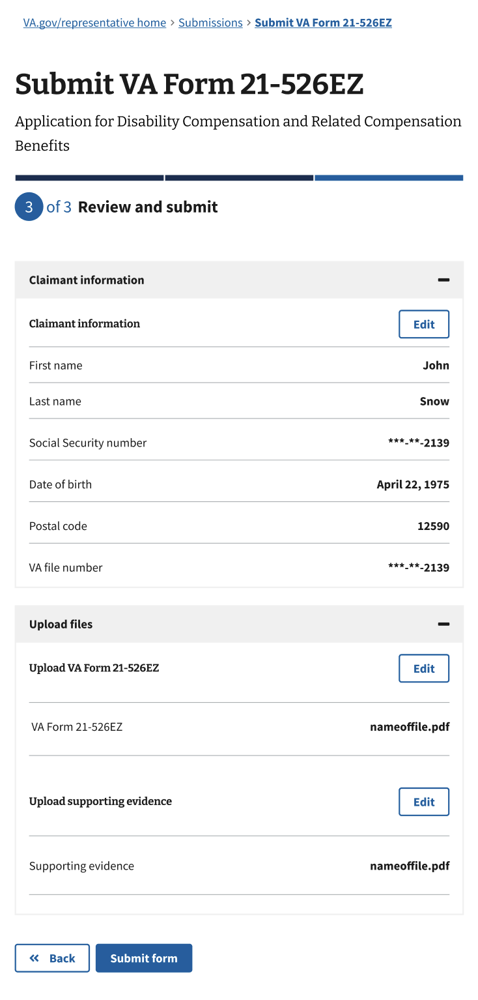 VA.gov/representative home › Submissions › Submit VA Form 21-526EZ
Submit VA Form 21-526EZ
Application for Disability Compensation and Related Compensation
Benefits
3 of 3 Review and submit
Claimant information
Claimant information Edit
First name John
Last name Snow
Social Security number ***-**-2139
Date of birth April 22, 1975
Postal code 12590
VA file number ***-**-2139
Upload files
Upload VA Form 21-526EZ Edit
VA Form 21-526EZ nameoffile.pdf
Upload supporting evidence Edit
Supporting evidence nameoffile.pdf
« Back Submit form